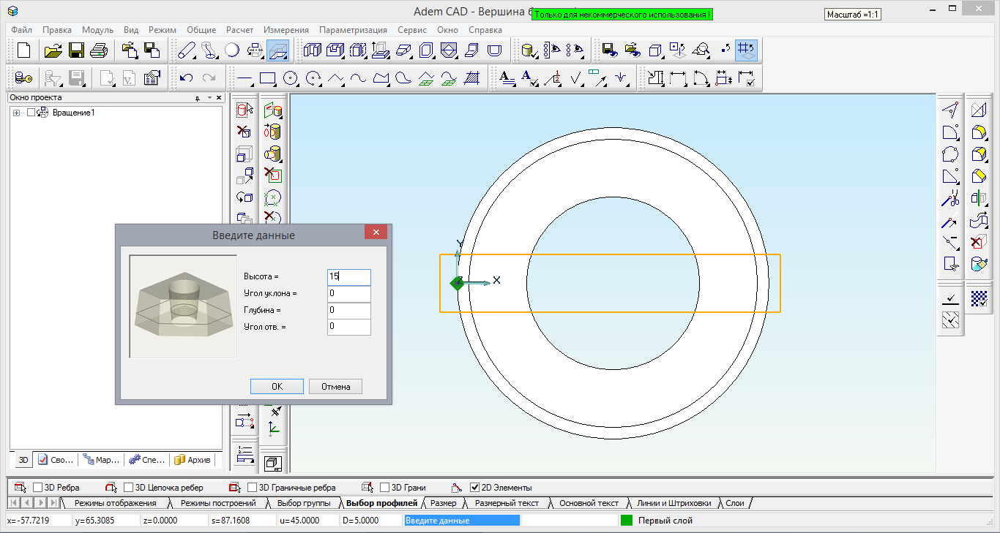 Adem CAD - Вершина
Только для некоммерческого использования !
Масштаб =1:1
Файл Правка Модуль Вид Режим Общие Расчет Измерения Параметризация Сервис Окно Справка
Окно проекта
Вращение1
Введите данные
Высота = 15
Угол уклона = 0
Глубина = 0
Угол отв. = 0
OK Отмена
Y
Z X
3D Сво... Мар... Спе... Архив
3D Ребра 3D Цепочка ребер 3D Граничные ребра 3D Грани 2D Элементы
Режимы отображения Режимы построений Выбор группы Выбор профилей Размер Размерный текст Основной текст Линии и Штриховки Слои
x=-57.7219 y=65.3085 z=0.0000 s=87.1608 u=45.0000 D=5.0000 Введите данные Первый слой